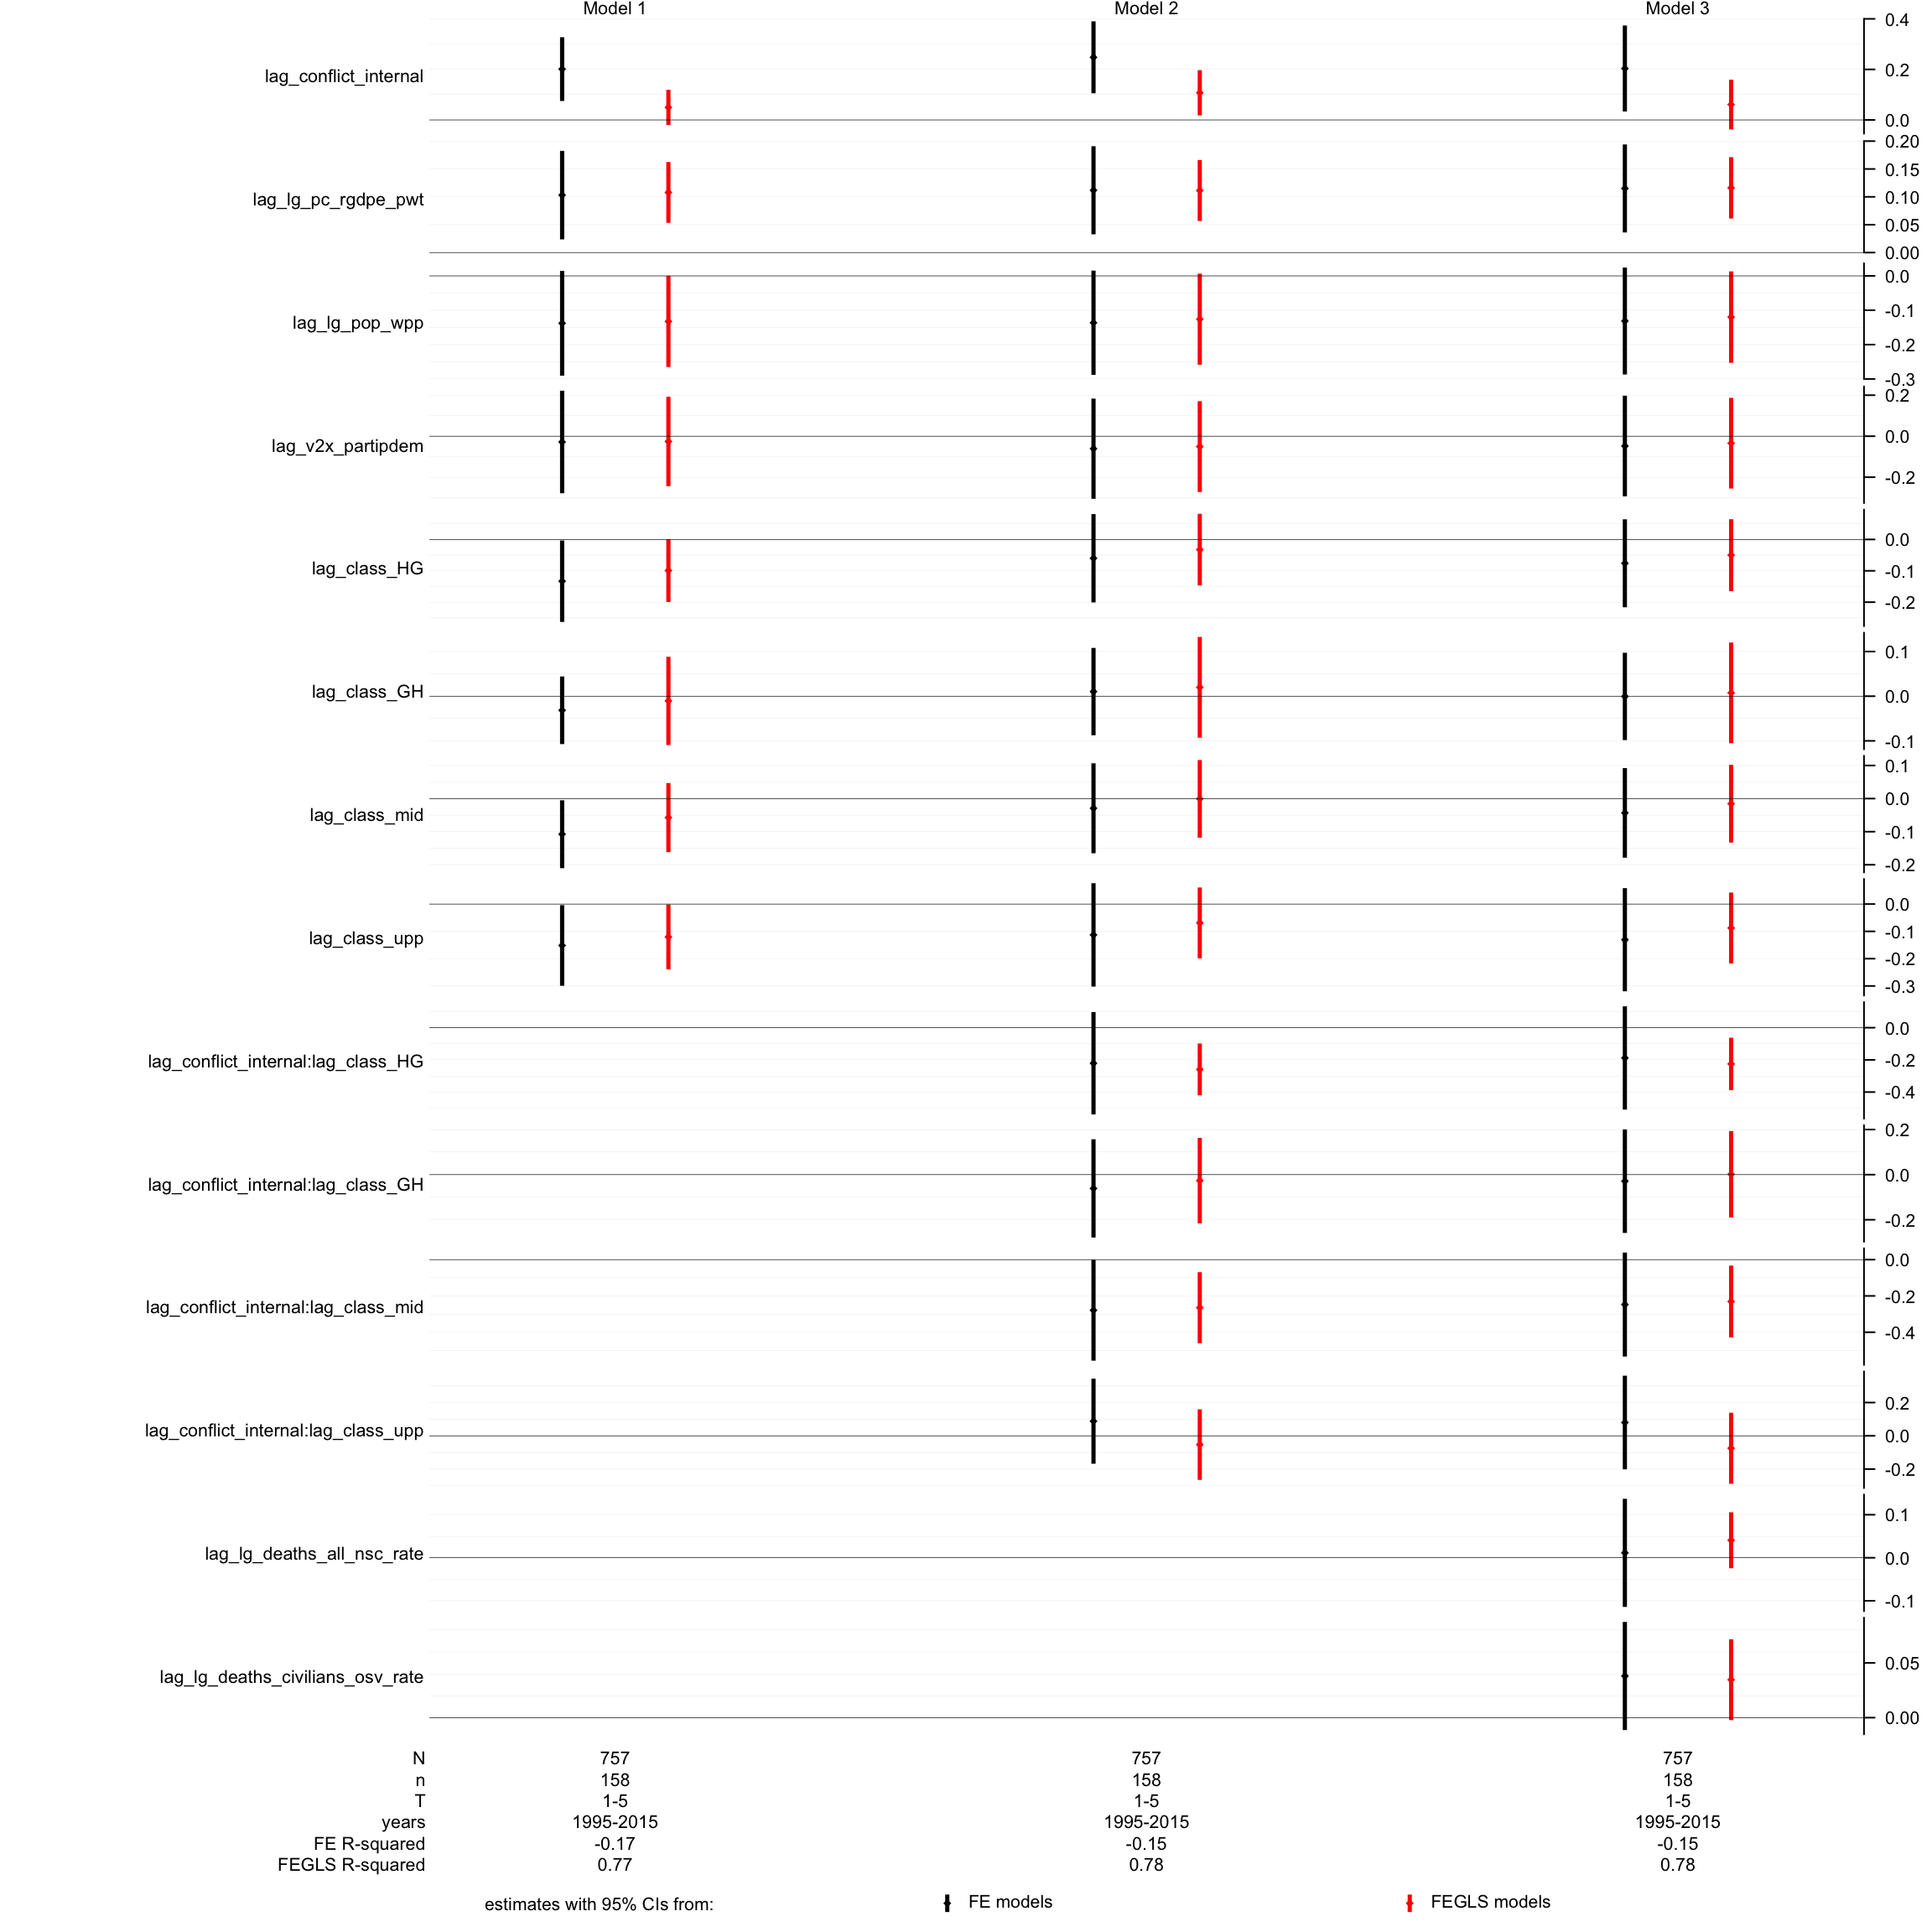 Model 1 Model 2 Model 3
0.4
lag_conflict_internal 0.2
0.0
0.20
0.15
lag_lg_pc_rgdpe_pwt 0.10
0.05
0.00
0.0
-0.1
lag_lg_pop_wpp
-0.2
-0.3
0.2
lag_v2x_partipdem 0.0
-0.2
0.0
lag_class_HG -0.1
-0.2
0.1
lag_class_GH 0.0
-0.1
0.1
0.0
lag_class_mid -0.1
-0.2
0.0
lag_class_upp -0.1
-0.2
-0.3
0.0
lag_conflict_internal:lag_class_HG -0.2
-0.4
0.2
lag_conflict_internal:lag_class_GH 0.0
-0.2
0.0
lag_conflict_internal:lag_class_mid -0.2
-0.4
0.2
lag_conflict_internal:lag_class_upp 0.0
-0.2
0.1
lag_lg_deaths_all_nsc_rate 0.0
-0.1
lag_lg_deaths_civilians_osv_rate 0.05
0.00
N 757 757 757
n 158 158 158
T 1-5 1-5 1-5
years 1995-2015 1995-2015 1995-2015
FE R-squared -0.17 -0.15 -0.15
FEGLS R-squared 0.77 0.78 0.78
estimates with 95% CIs from: FE models FEGLS models